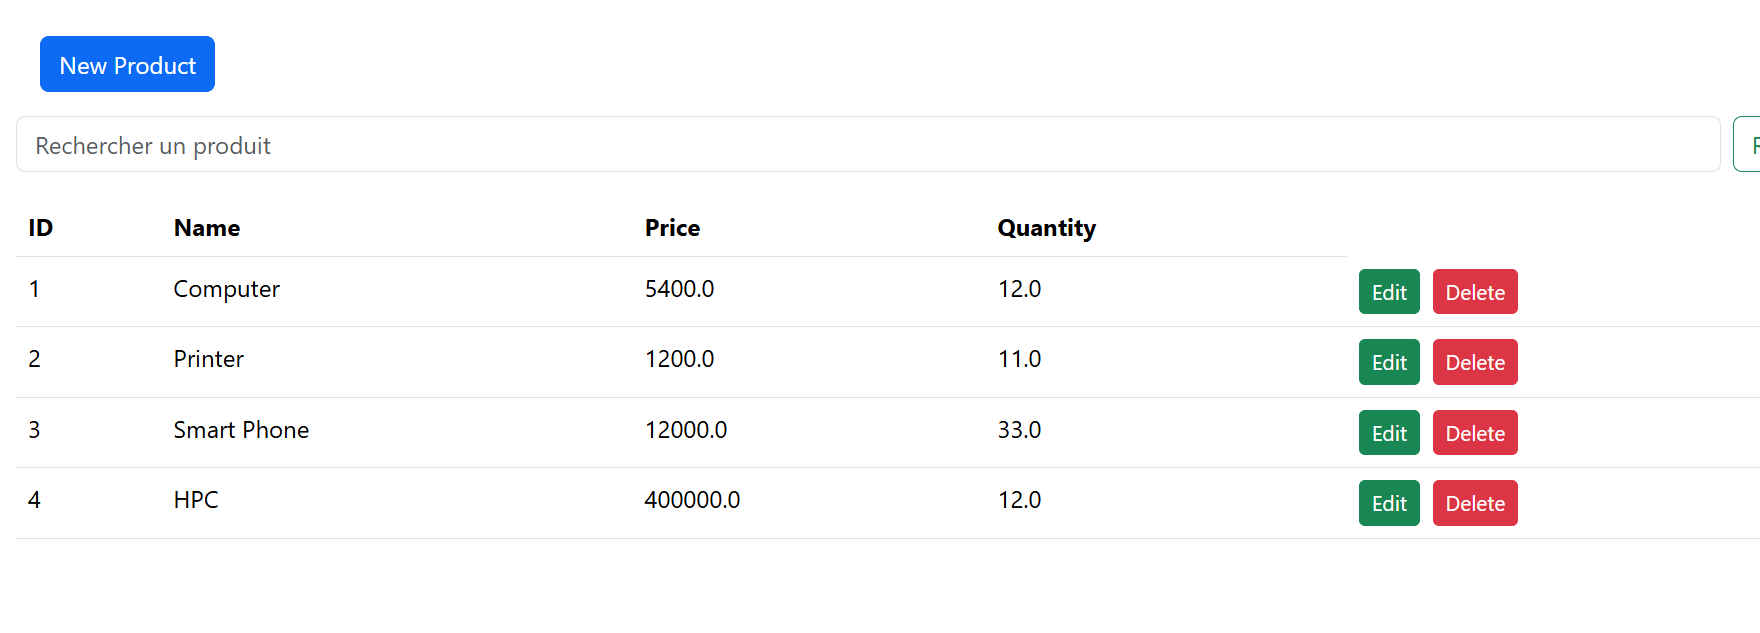 New Product
Rechercher un produit
ID Name Price Quantity
1 Computer 5400.0 12.0 Edit Delete
2 Printer 1200.0 11.0 Edit Delete
3 Smart Phone 12000.0 33.0 Edit Delete
4 HPC 400000.0 12.0 Edit Delete